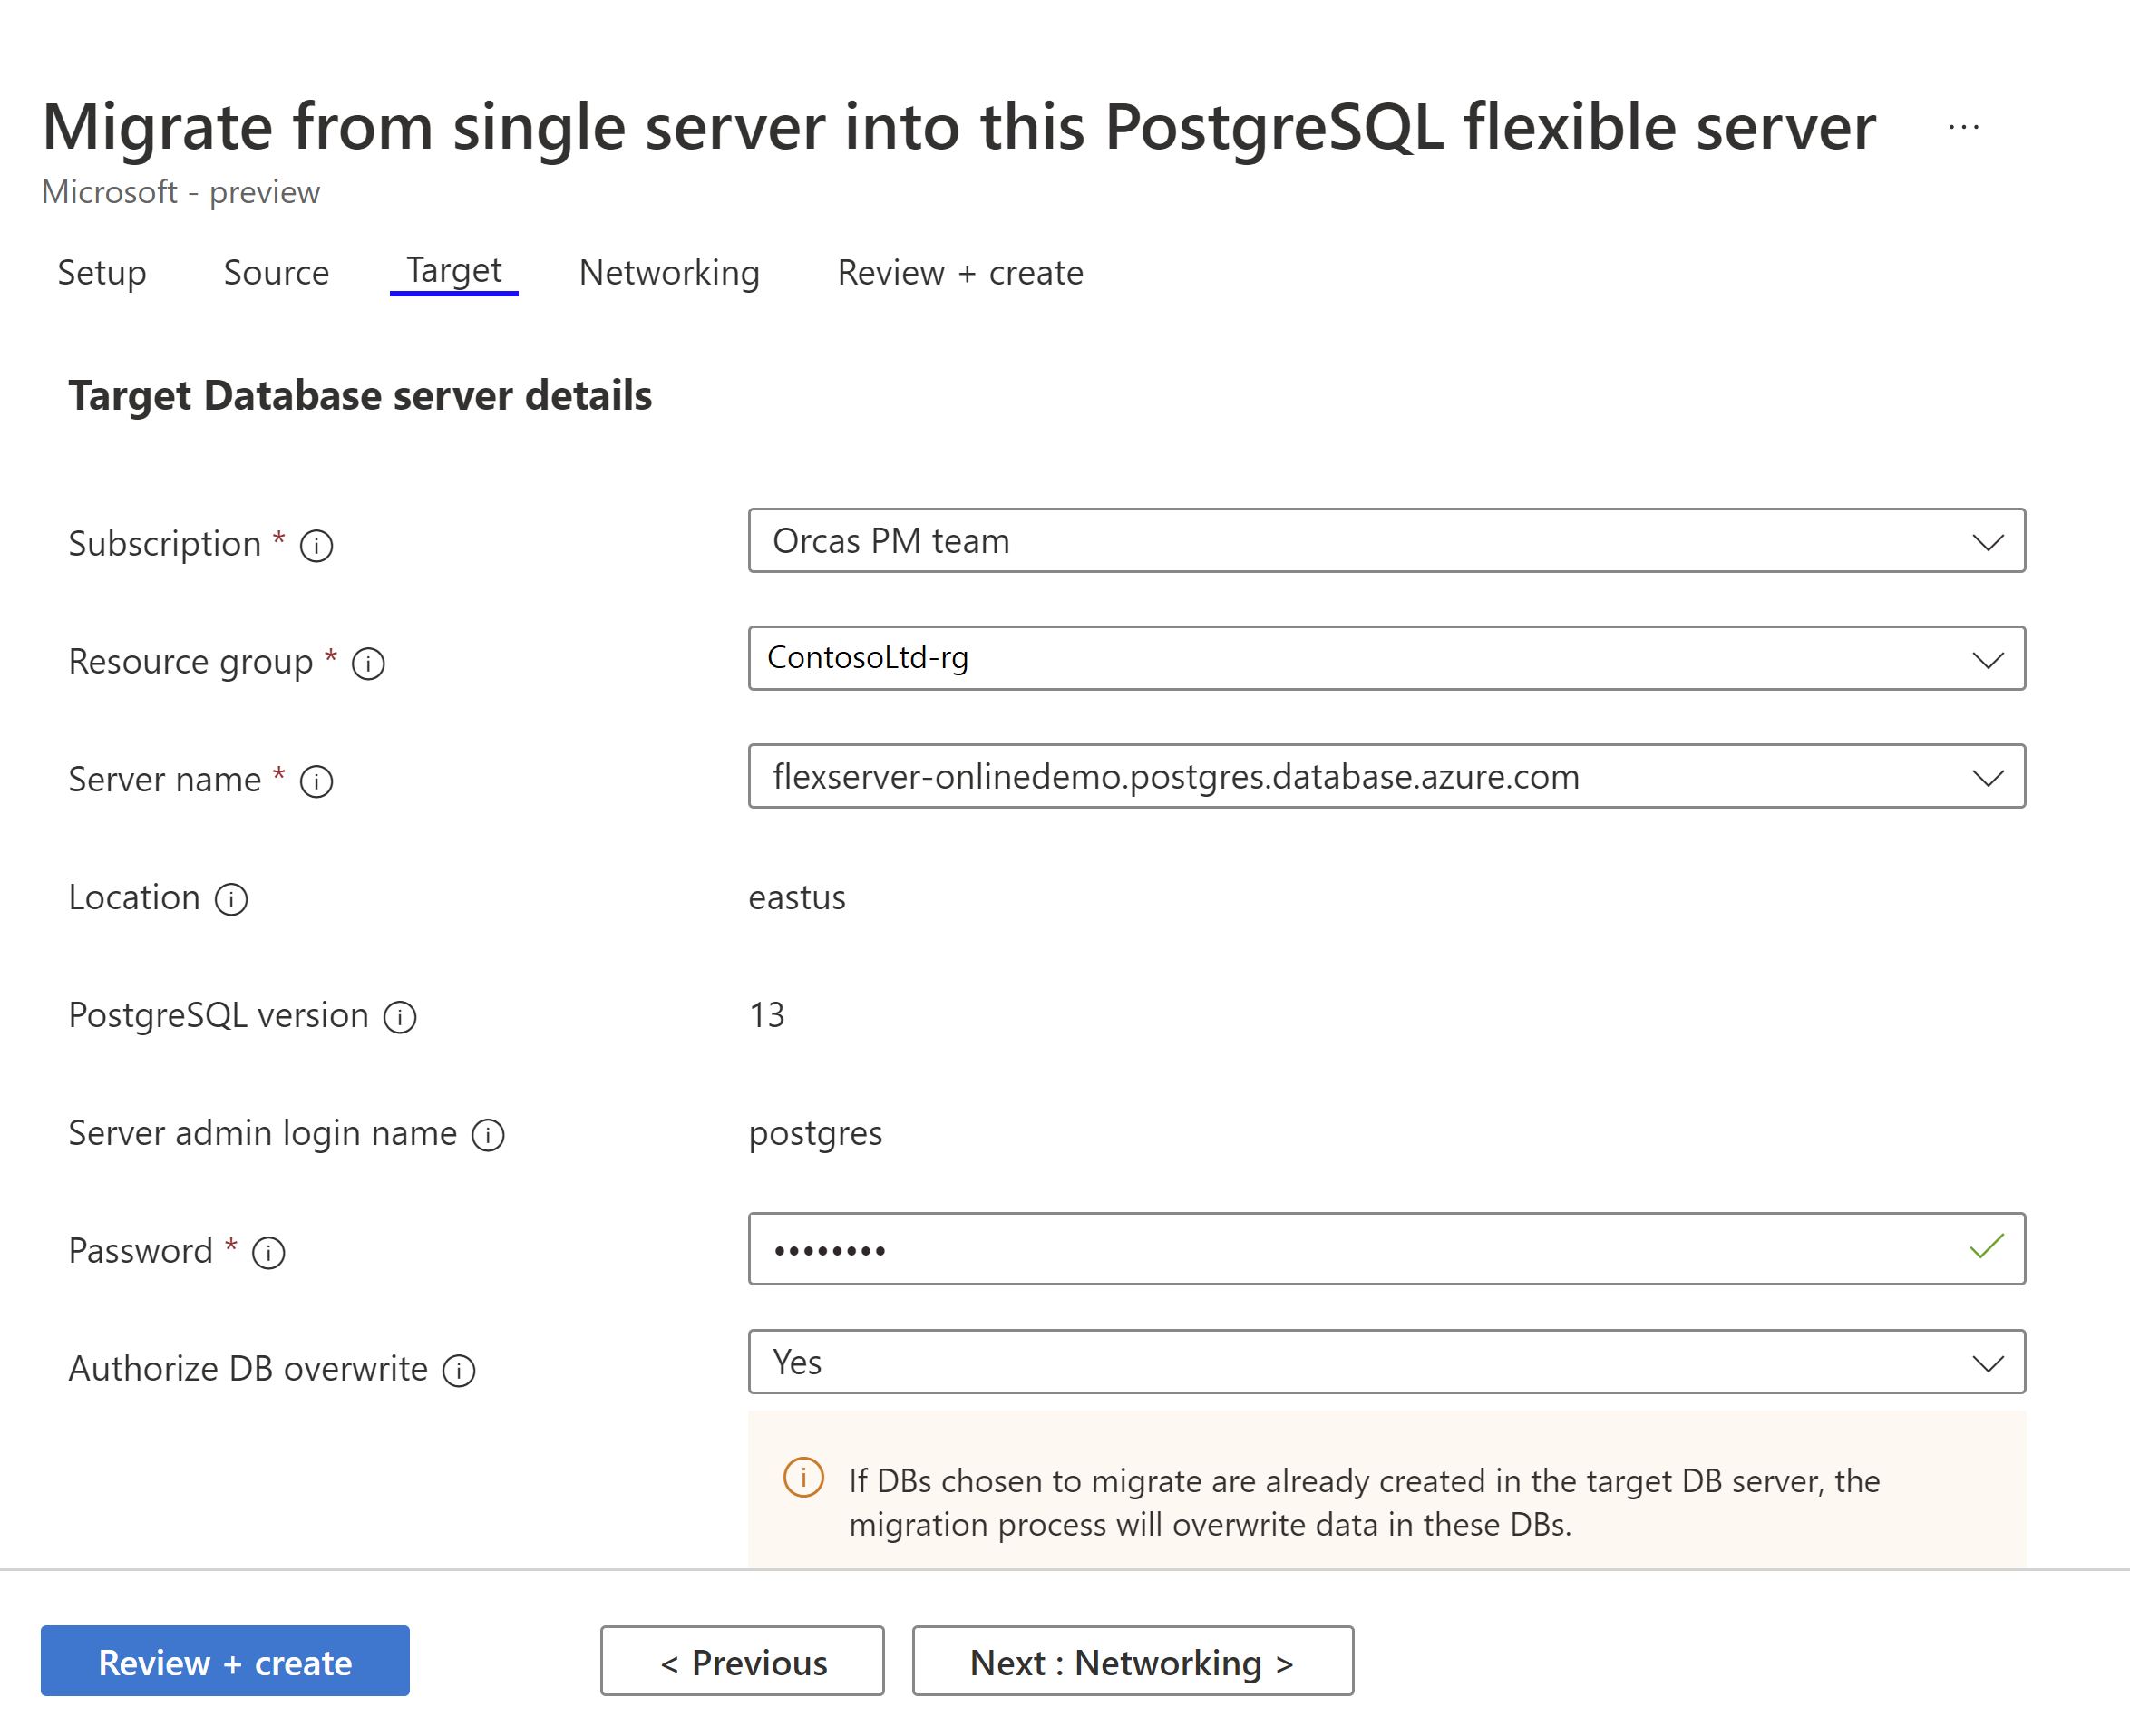 Migrate from single server into this PostgreSQL flexible server ...
Microsoft - preview
Setup Source Target Networking Review + create
Target Database server details
Subscription * Orcas PM team
Resource group * ContosoLtd-rg
Server name * flexserver-onlinedemo.postgres.database.azure.com
Location eastus
PostgreSQL version 13
Server admin login name postgres
Password * ••••••••
Authorize DB overwrite Yes
If DBs chosen to migrate are already created in the target DB server, the
migration process will overwrite data in these DBs.
Review + create < Previous Next : Networking >